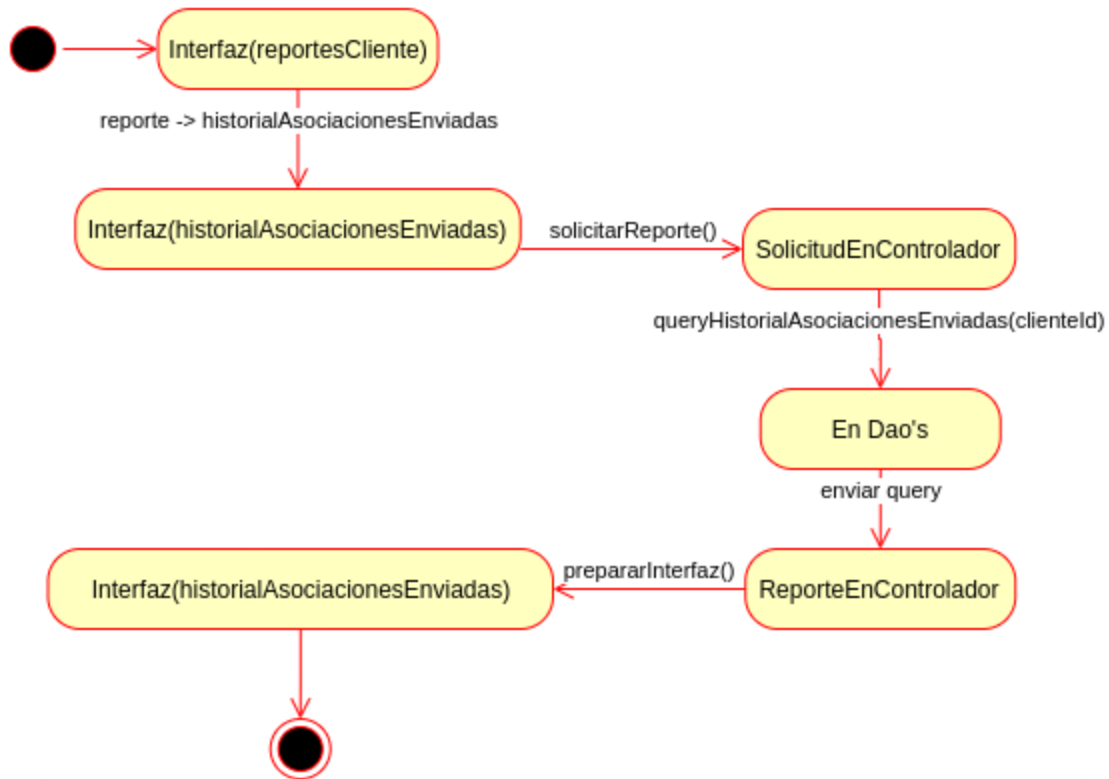 Interfaz(reportesCliente)
reporte -> historialAsociacionesEnviadas
Interfaz(historialAsociacionesEnviadas)
solicitarReporte()
SolicitudEnControlador
queryHistorialAsociacionesEnviadas(clienteId)
En Dao's
enviar query
ReporteEnControlador
prepararInterfaz()
Interfaz(historialAsociacionesEnviadas)